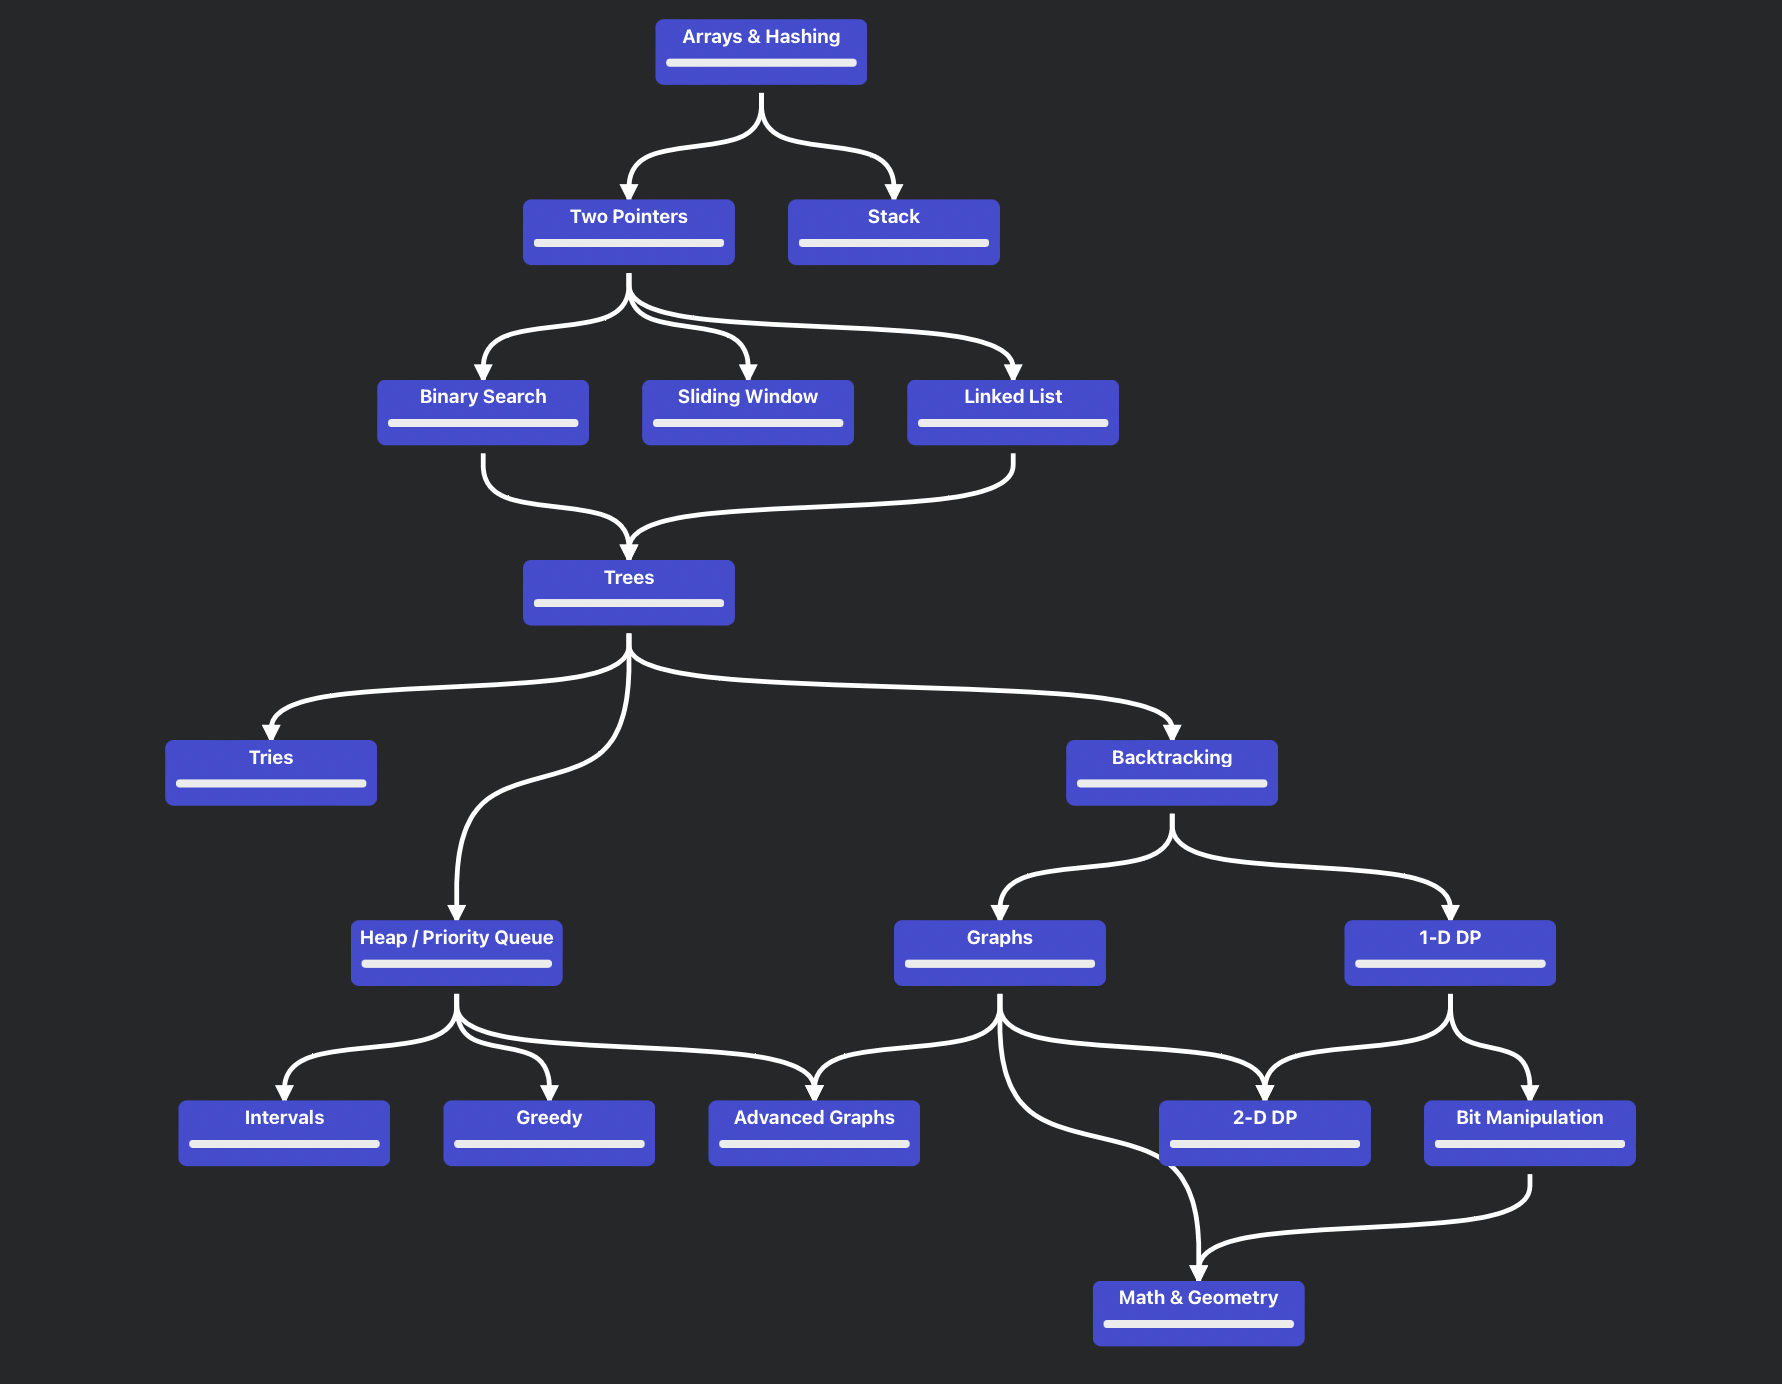 Arrays & Hashing
Two Pointers
Stack
Binary Search
Sliding Window
Linked List
Trees
Tries
Backtracking
Heap / Priority Queue
Graphs
1-D DP
Intervals
Greedy
Advanced Graphs
2-D DP
Bit Manipulation
Math & Geometry